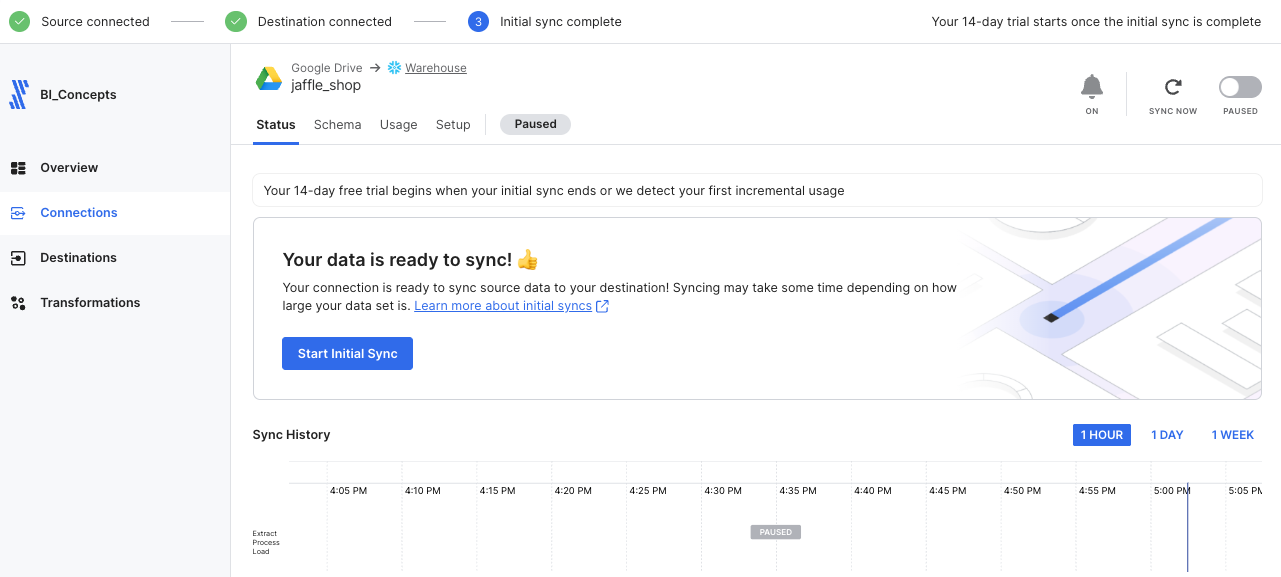 Source connected
Destination connected
3
Initial sync complete
Your 14-day trial starts once the initial sync is complete
BI_Concepts
Overview
Connections
Destinations
Transformations
Google Drive → Warehouse
jaffle_shop
ON
SYNC NOW
PAUSED
Status Schema Usage Setup Paused
Your 14-day free trial begins when your initial sync ends or we detect your first incremental usage
Your data is ready to sync! 👍
Your connection is ready to sync source data to your destination! Syncing may take some time depending on how
large your data set is. Learn more about initial syncs
Start Initial Sync
Sync History
1 HOUR 1 DAY 1 WEEK
4:05 PM 4:10 PM 4:15 PM 4:20 PM 4:25 PM 4:30 PM 4:35 PM 4:40 PM 4:45 PM 4:50 PM 4:55 PM 5:00 PM 5:05 PM
PAUSED
Extract
Process
Load